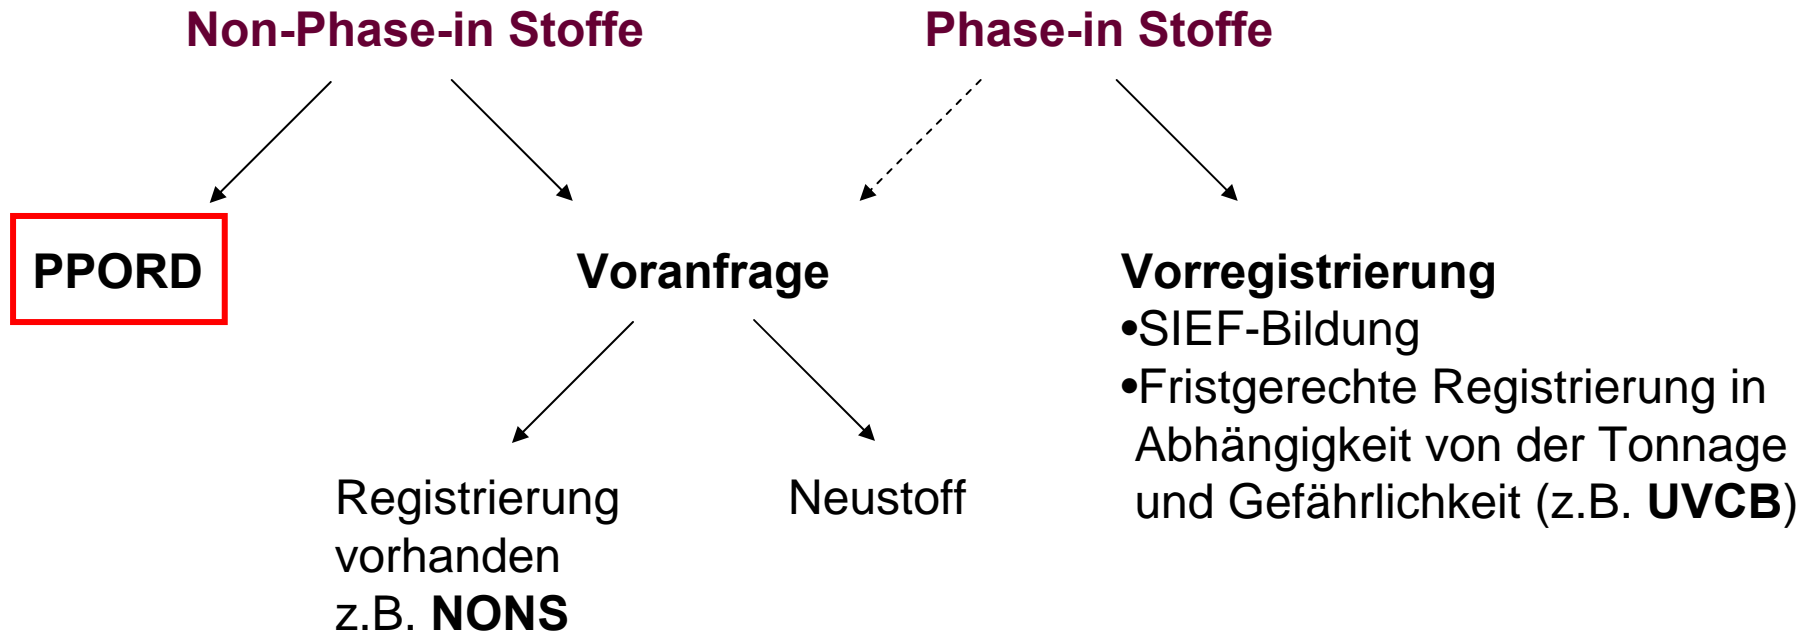 Non-Phase-in Stoffe
Phase-in Stoffe
PPORD
Voranfrage
Vorregistrierung
•SIEF-Bildung
•Fristgerechte Registrierung in
Abhängigkeit von der Tonnage
und Gefährlichkeit (z.B. UVCB)
Registrierung
vorhanden
z.B. NONS
Neustoff